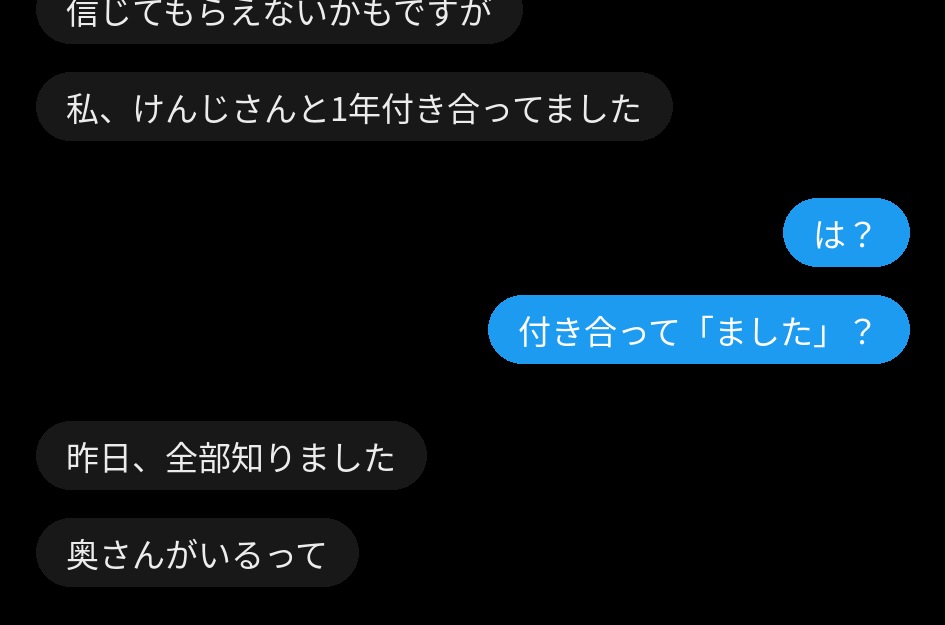 信じてもらえないかもですが
私、けんじさんと1年付き合ってました
は？
付き合って「ました」？
昨日、全部知りました
奥さんがいるって